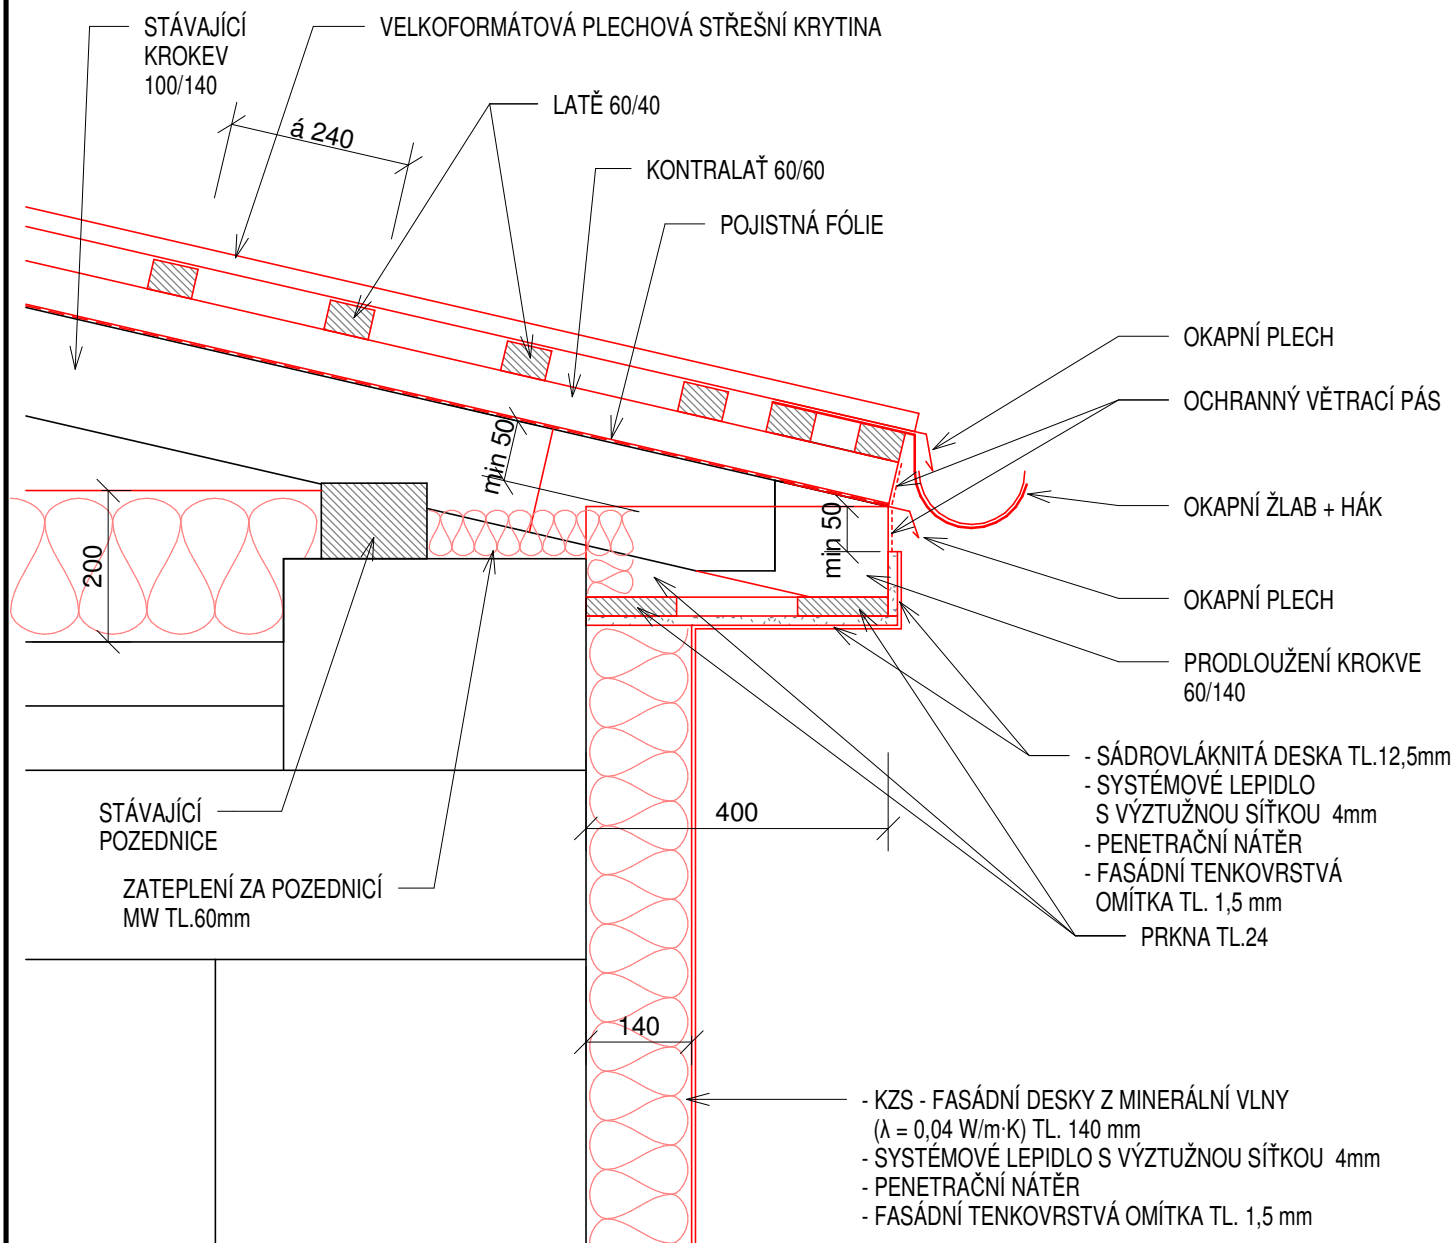 STÁVAJÍCÍ
KROKEV
100/140
VELKOFORMÁTOVÁ PLECHOVÁ STŘEŠNÍ KRYTINA
LATĚ 60/40
á 240
KONTRALAŤ 60/60
POJISTNÁ FÓLIE
OKAPNÍ PLECH
OCHRANNÝ VĚTRACÍ PÁS
min 50
OKAPNÍ ŽLAB + HÁK
min 50
200
OKAPNÍ PLECH
PRODLOUŽENÍ KROKVE
60/140
- SÁDROVLÁKNITÁ DESKA TL.12,5mm
- SYSTÉMOVÉ LEPIDLO
S VÝZTUŽNOU SÍŤKOU 4mm
- PENETRAČNÍ NÁTĚR
- FASÁDNÍ TENKOVRSTVÁ
OMÍTKA TL. 1,5 mm
400
STÁVAJÍCÍ
POZEDNICE
ZATEPLENÍ ZA POZEDNICÍ
MW TL.60mm
PRKNA TL.24
140
- KZS - FASÁDNÍ DESKY Z MINERÁLNÍ VLNY
(λ = 0,04 W/m·K) TL. 140 mm
- SYSTÉMOVÉ LEPIDLO S VÝZTUŽNOU SÍŤKOU 4mm
- PENETRAČNÍ NÁTĚR
- FASÁDNÍ TENKOVRSTVÁ OMÍTKA TL. 1,5 mm